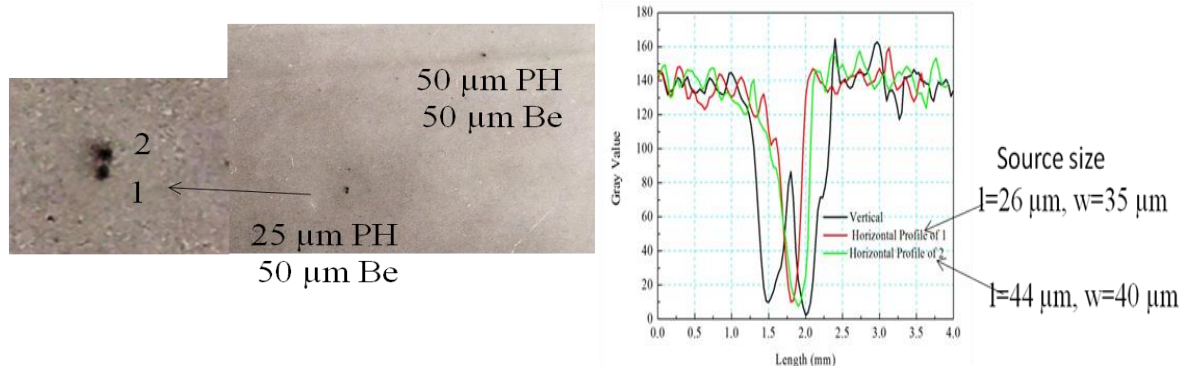 2
1
50 µm PH
50 µm Be
25 µm PH
50 µm Be
Gray Value
180
160
140
120
100
80
60
40
20
0
Vertical
Horizontal Profile of 1
Horizontal Profile of 2
0.0 0.5 1.0 1.5 2.0 2.5 3.0 3.5 4.0
Length (mm)
Source size
l=26 µm, w=35 µm
l=44 µm, w=40 µm